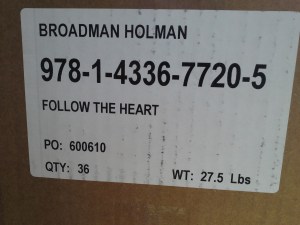 BROADMAN HOLMAN
978-1-4336-7720-5
FOLLOW THE HEART
PO: 600610
QTY: 36 WT: 27.5 Lbs